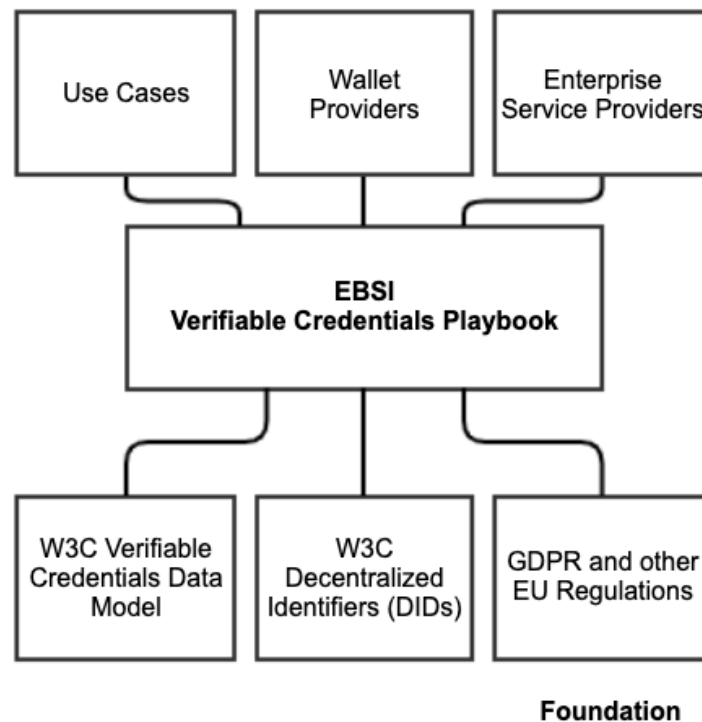 Use Cases
Wallet
Providers
Enterprise
Service Providers
EBSI
Verifiable Credentials Playbook
W3C Verifiable
Credentials Data
Model
W3C
Decentralized
Identifiers (DIDs)
GDPR and other
EU Regulations
Foundation